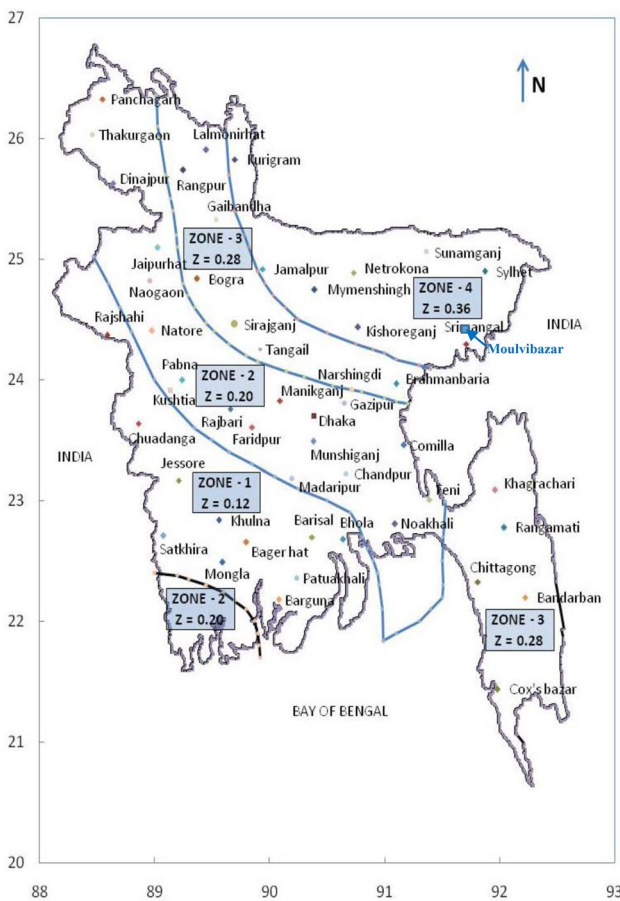 27
N
Panchagarh
26
Thakurgaon
Lalmonirhat
Kurigram
Dinajpur
Rangpur
Gaibandha
ZONE - 3
Z = 0.28
Sunamganj
25
Jaipurhat
Jamalpur
Netrokona
Sylhet
Naogaon
Bogra
Mymenshingh
ZONE - 4
Z = 0.36
Rajshahi
Natore
Sirajganj
Kishoreganj
Srimangal
INDIA
Tangail
Moulvibazar
Pabna
ZONE - 2
Z = 0.20
Narshingdi
Brahmanbaria
24
Kushtia
Manikganj
Gazipur
Rajbari
Dhaka
Chuadanga
Faridpur
Munshiganj
Comilla
INDIA
Jessore
Chandpur
Khagrachari
ZONE - 1
Z = 0.12
Madaripur
Feni
23
Khulna
Barisal
Bhola
Noakhali
Rangamati
Satkhira
Bager hat
Mongla
Patuakhali
Chittagong
ZONE - 2
Z = 0.20
Barguna
Bandarban
22
ZONE - 3
Z = 0.28
Cox's bazar
BAY OF BENGAL
21
20
88 89 90 91 92 93